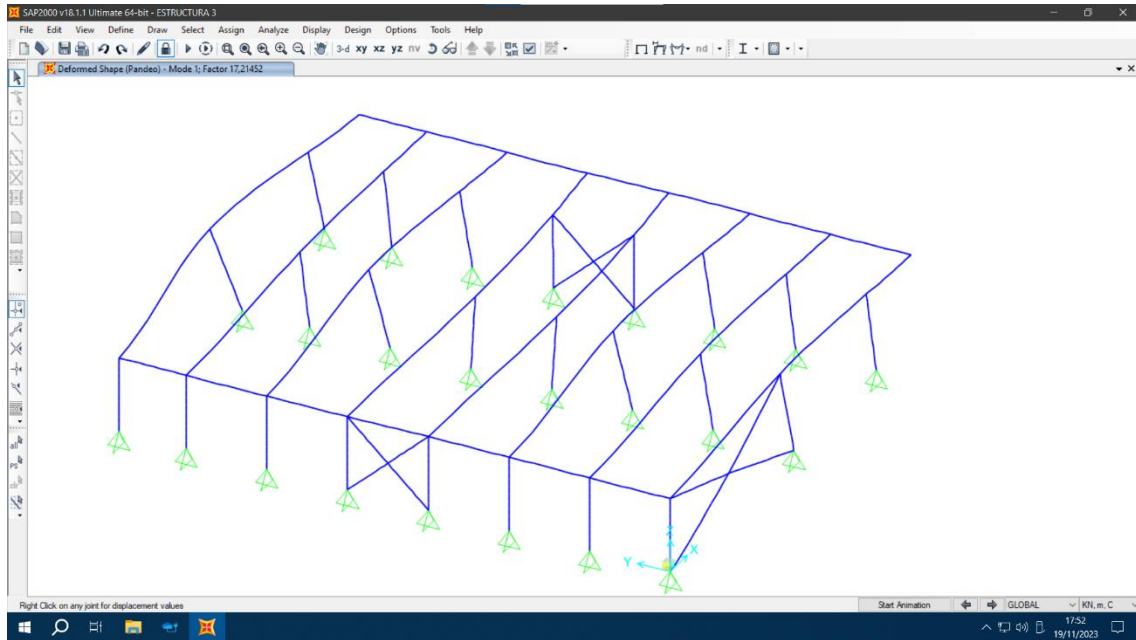 SAP2000 v18.1.1 Ultimate 64-bit - ESTRUCTURA 3
File Edit View Define Draw Select Assign Analyze Display Design Options Tools Help
3-d xy xz yz nv
nd
Deformed Shape (Pandeo) - Mode 1; Factor 17,21452
all
PS
Z
Y X
Right Click on any joint for displacement values
Start Animation
GLOBAL
KN, m, C
17:52
19/11/2023